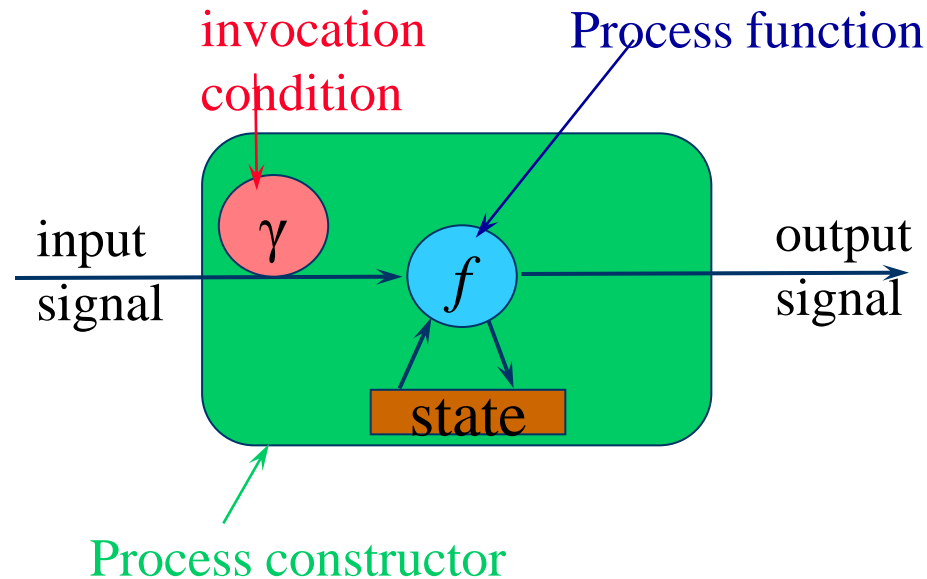 invocation
condition
Process function
γ
input
signal
f
output
signal
state
Process constructor